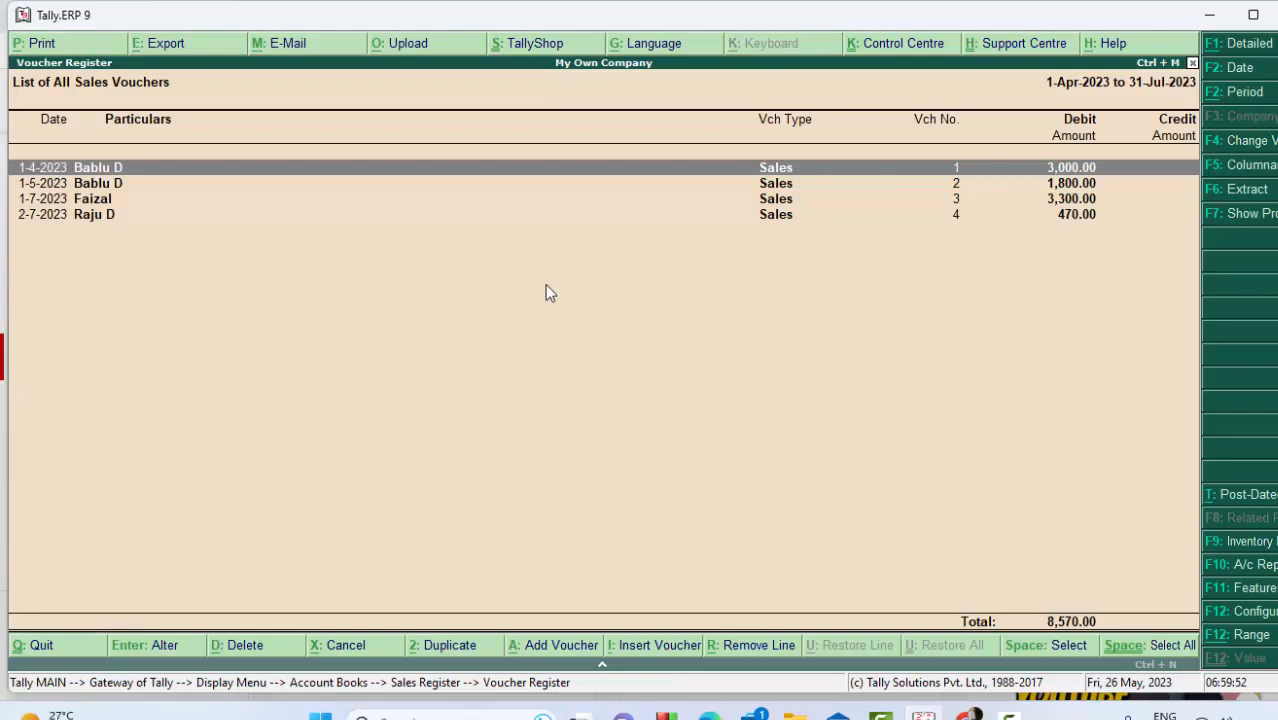 Tally.ERP 9
P: Print E: Export M: E-Mail O: Upload S: TallyShop G: Language K: Keyboard K: Control Centre H: Support Centre H: Help F1: Detailed
Voucher Register My Own Company Ctrl + M
F2: Date
List of All Sales Vouchers 1-Apr-2023 to 31-Jul-2023
F2: Period
Date Particulars Vch Type Vch No. Debit Credit
F3: Company
Amount Amount
F4: Change V
1-4-2023 Bablu D Sales 1 3,000.00
F5: Columna
1-5-2023 Bablu D Sales 2 1,800.00
F6: Extract
1-7-2023 Faizal Sales 3 3,300.00
2-7-2023 Raju D Sales 4 470.00
F7: Show Pro
T: Post-Date
F8: Related
F9: Inventory
F10: A/c Rep
F11: Feature
F12: Configu
Total: 8,570.00
F12: Range
Q: Quit Enter: Alter D: Delete X: Cancel 2: Duplicate A: Add Voucher I: Insert Voucher R: Remove Line U: Restore Line U: Restore All Space: Select Space: Select All
F12: Value
Ctrl + N
Tally MAIN --> Gateway of Tally --> Display Menu --> Account Books --> Sales Register --> Voucher Register (c) Tally Solutions Pvt. Ltd., 1988-2017 Fri, 26 May, 2023 06:59:52
27°C 1 ENG